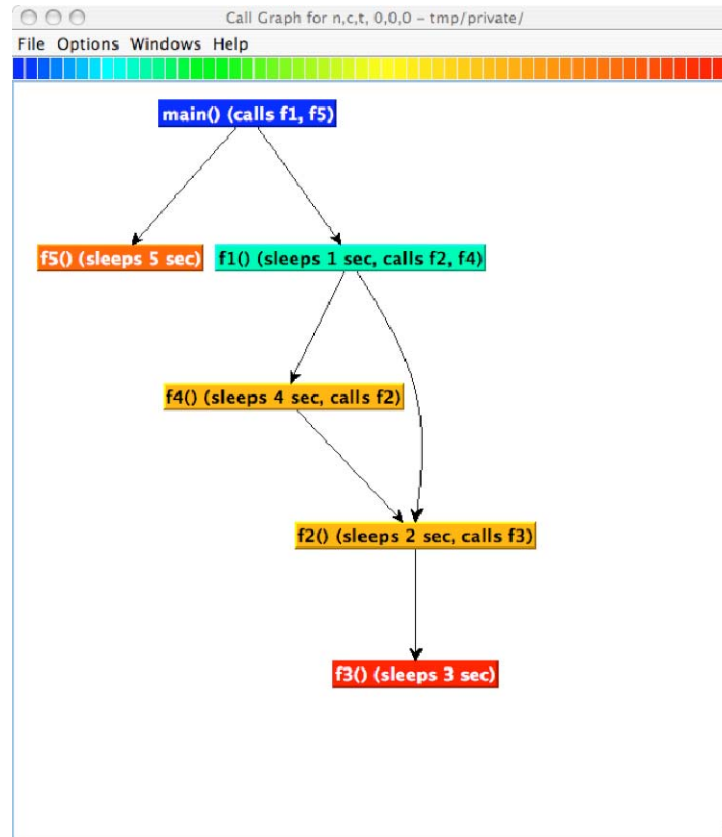 Call Graph for n,c,t, 0,0,0 – tmp/private/
File Options Windows Help
main() (calls f1, f5)
f5() (sleeps 5 sec)
f1() (sleeps 1 sec, calls f2, f4)
f4() (sleeps 4 sec, calls f2)
f2() (sleeps 2 sec, calls f3)
f3() (sleeps 3 sec)